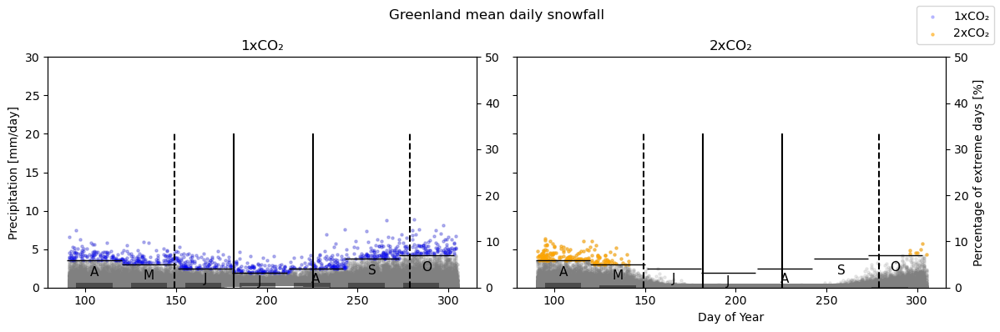 Greenland mean daily snowfall
1xCO₂
2xCO₂
1xCO₂
2xCO₂
Precipitation [mm/day]
30
25
20
15
10
5
0
50
40
30
20
10
0
A
M
J
J
A
S
O
100
150
200
250
300
50
40
30
20
10
0
Percentage of extreme days [%]
A
M
J
J
A
S
O
100
150
200
250
300
Day of Year